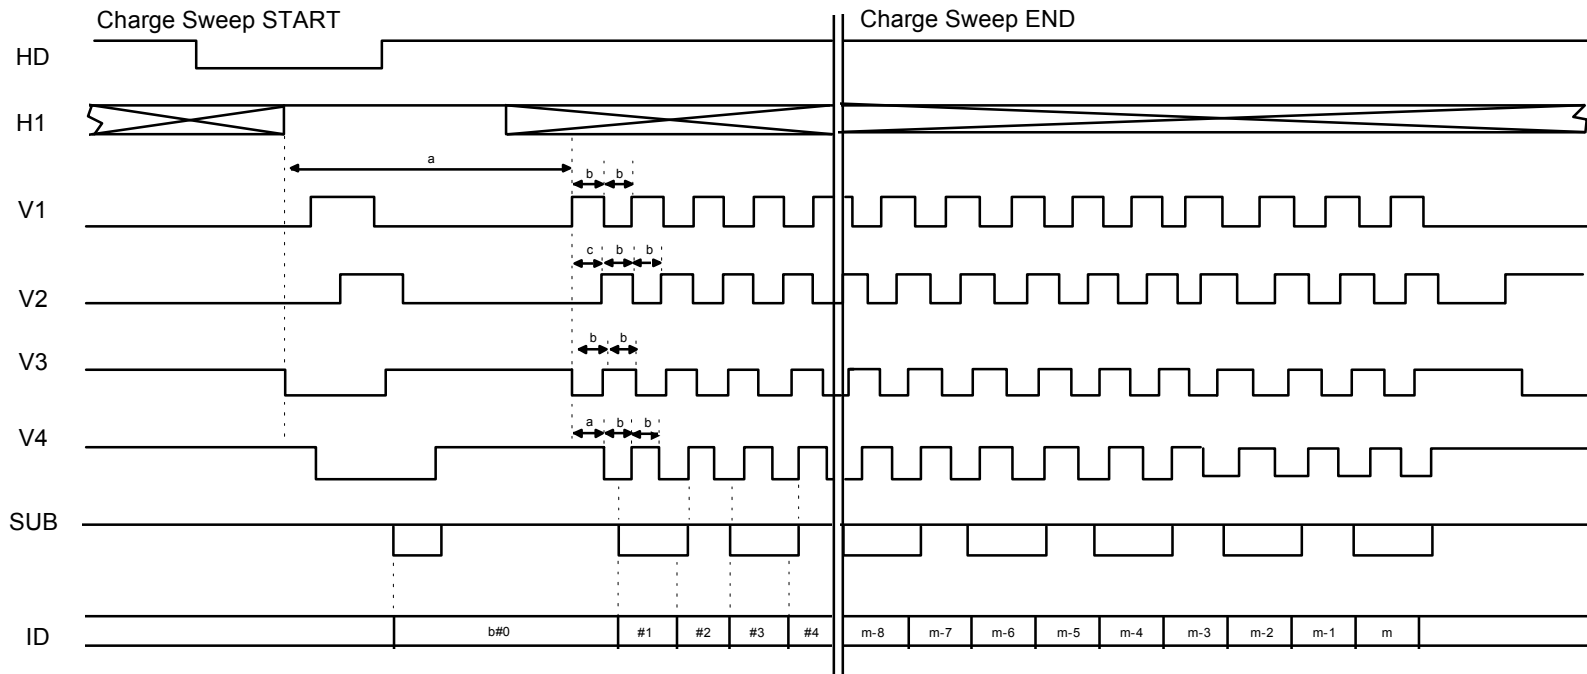 Charge Sweep START Charge Sweep END
HD
H1
a
b b
V1
c b b
V2
b b
V3
a b b
V4
SUB
ID b#0 #1 #2 #3 #4 m-8 m-7 m-6 m-5 m-4 m-3 m-2 m-1 m